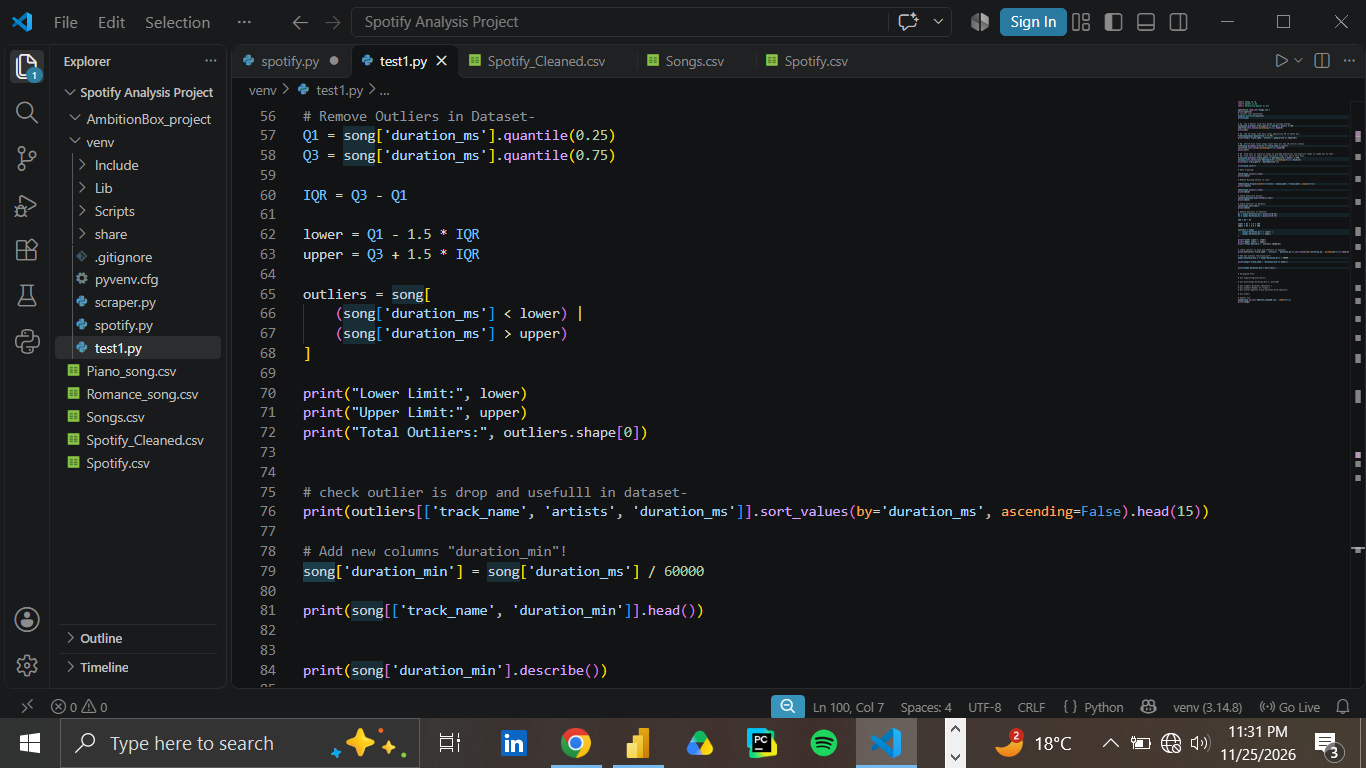 File Edit Selection ··· Spotify Analysis Project Sign In
Explorer ···
Spotify Analysis Project
AmbitionBox_project
venv
Include
Lib
Scripts
share
.gitignore
pyvenv.cfg
scraper.py
spotify.py
test1.py
Piano_song.csv
Romance_song.csv
Songs.csv
Spotify_Cleaned.csv
Spotify.csv
Outline
Timeline
1
spotify.py test1.py Spotify_Cleaned.csv Songs.csv Spotify.csv ···
venv > test1.py > ...
56 # Remove Outliers in Dataset-
57 Q1 = song['duration_ms'].quantile(0.25)
58 Q3 = song['duration_ms'].quantile(0.75)
59
60 IQR = Q3 - Q1
61
62 lower = Q1 - 1.5 * IQR
63 upper = Q3 + 1.5 * IQR
64
65 outliers = song[
66 (song['duration_ms'] < lower) |
67 (song['duration_ms'] > upper)
68 ]
69
70 print("Lower Limit:", lower)
71 print("Upper Limit:", upper)
72 print("Total Outliers:", outliers.shape[0])
73
74
75 # check outlier is drop and usefulll in dataset-
76 print(outliers[['track_name', 'artists', 'duration_ms']].sort_values(by='duration_ms', ascending=False).head(15))
77
78 # Add new columns "duration_min"!
79 song['duration_min'] = song['duration_ms'] / 60000
80
81 print(song[['track_name', 'duration_min']].head())
82
83
84 print(song['duration_min'].describe())
0 0 Ln 100, Col 7 Spaces: 4 UTF-8 CRLF { } Python venv (3.14.8) Go Live
Type here to search
in
PC
2
18°C
11:31 PM
11/25/2026
3